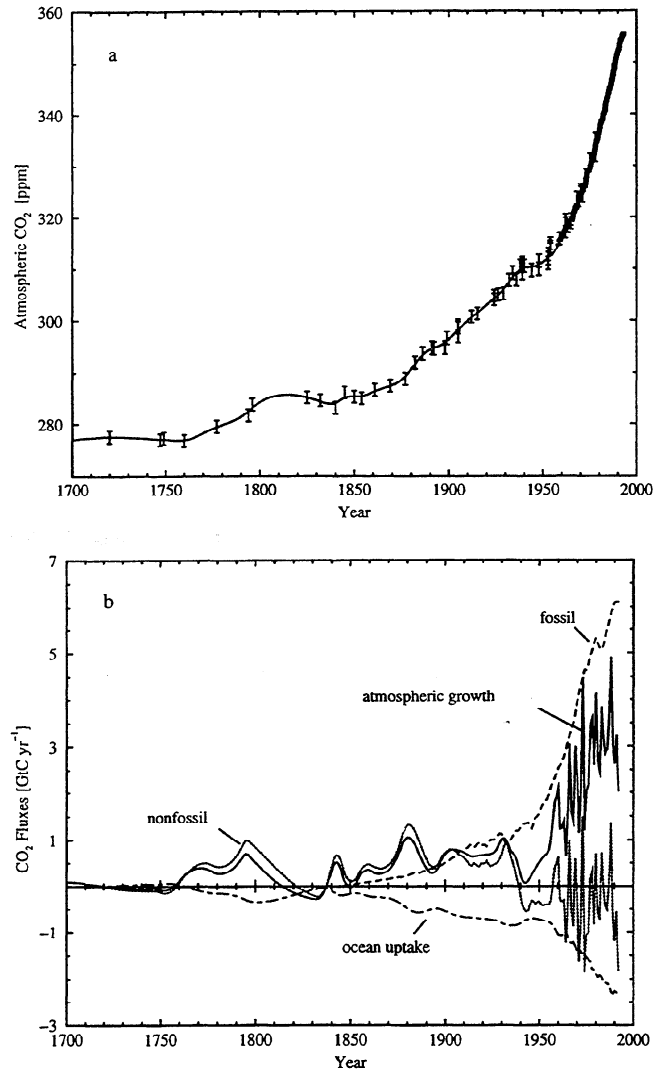 360
a
340
320
300
280
Atmospheric CO₂ [ppm]
1700 1750 1800 1850 1900 1950 2000
Year
7
b
fossil
5
atmospheric growth
3
nonfossil
1
-1
ocean uptake
-3
CO₂ Fluxes [GtC yr⁻¹]
1700 1750 1800 1850 1900 1950 2000
Year